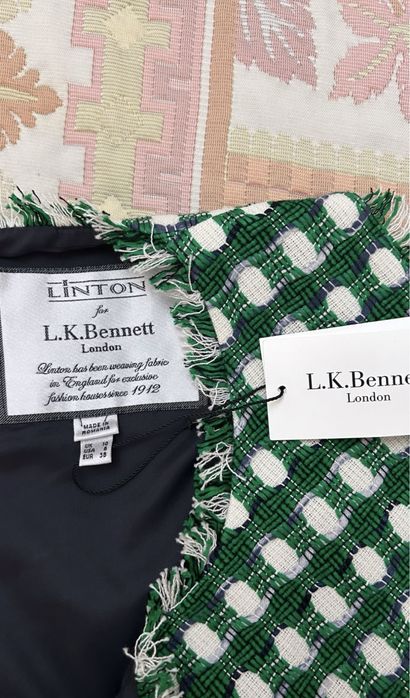 LINTON
for
L.K.Bennett
London
Linton has been weaving fabric
in England for exclusive
fashion houses since 1912
MADE IN
ROMANIA
UK 10
USA 8
EUR 38
L.K.Benne
London